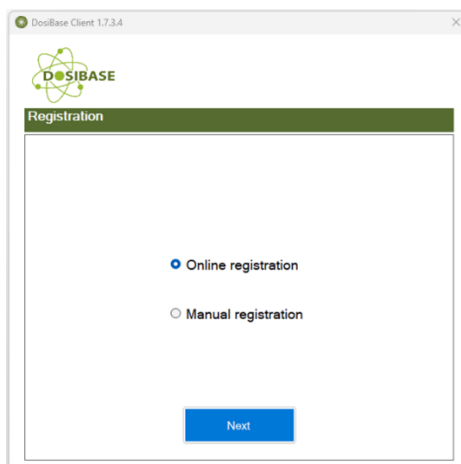 DosiBase Client 1.7.3.4
DOSIBASE
Registration
Online registration
Manual registration
Next